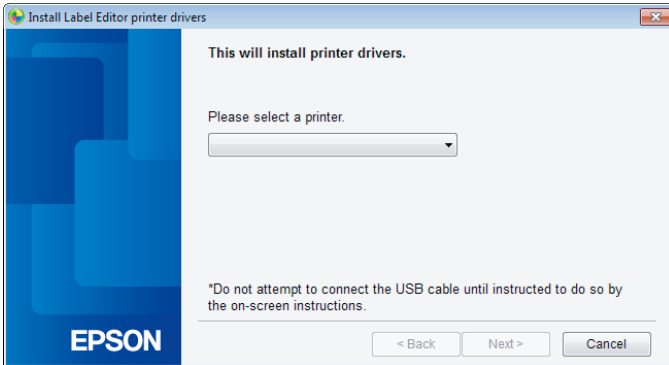 Install Label Editor printer drivers
This will install printer drivers.
Please select a printer.
*Do not attempt to connect the USB cable until instructed to do so by
the on-screen instructions.
EPSON
< Back
Next >
Cancel